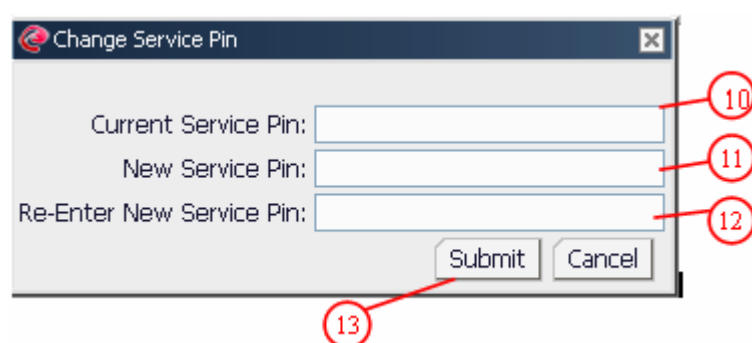 Change Service Pin
10
Current Service Pin:
11
New Service Pin:
Re-Enter New Service Pin:
12
Submit Cancel
13